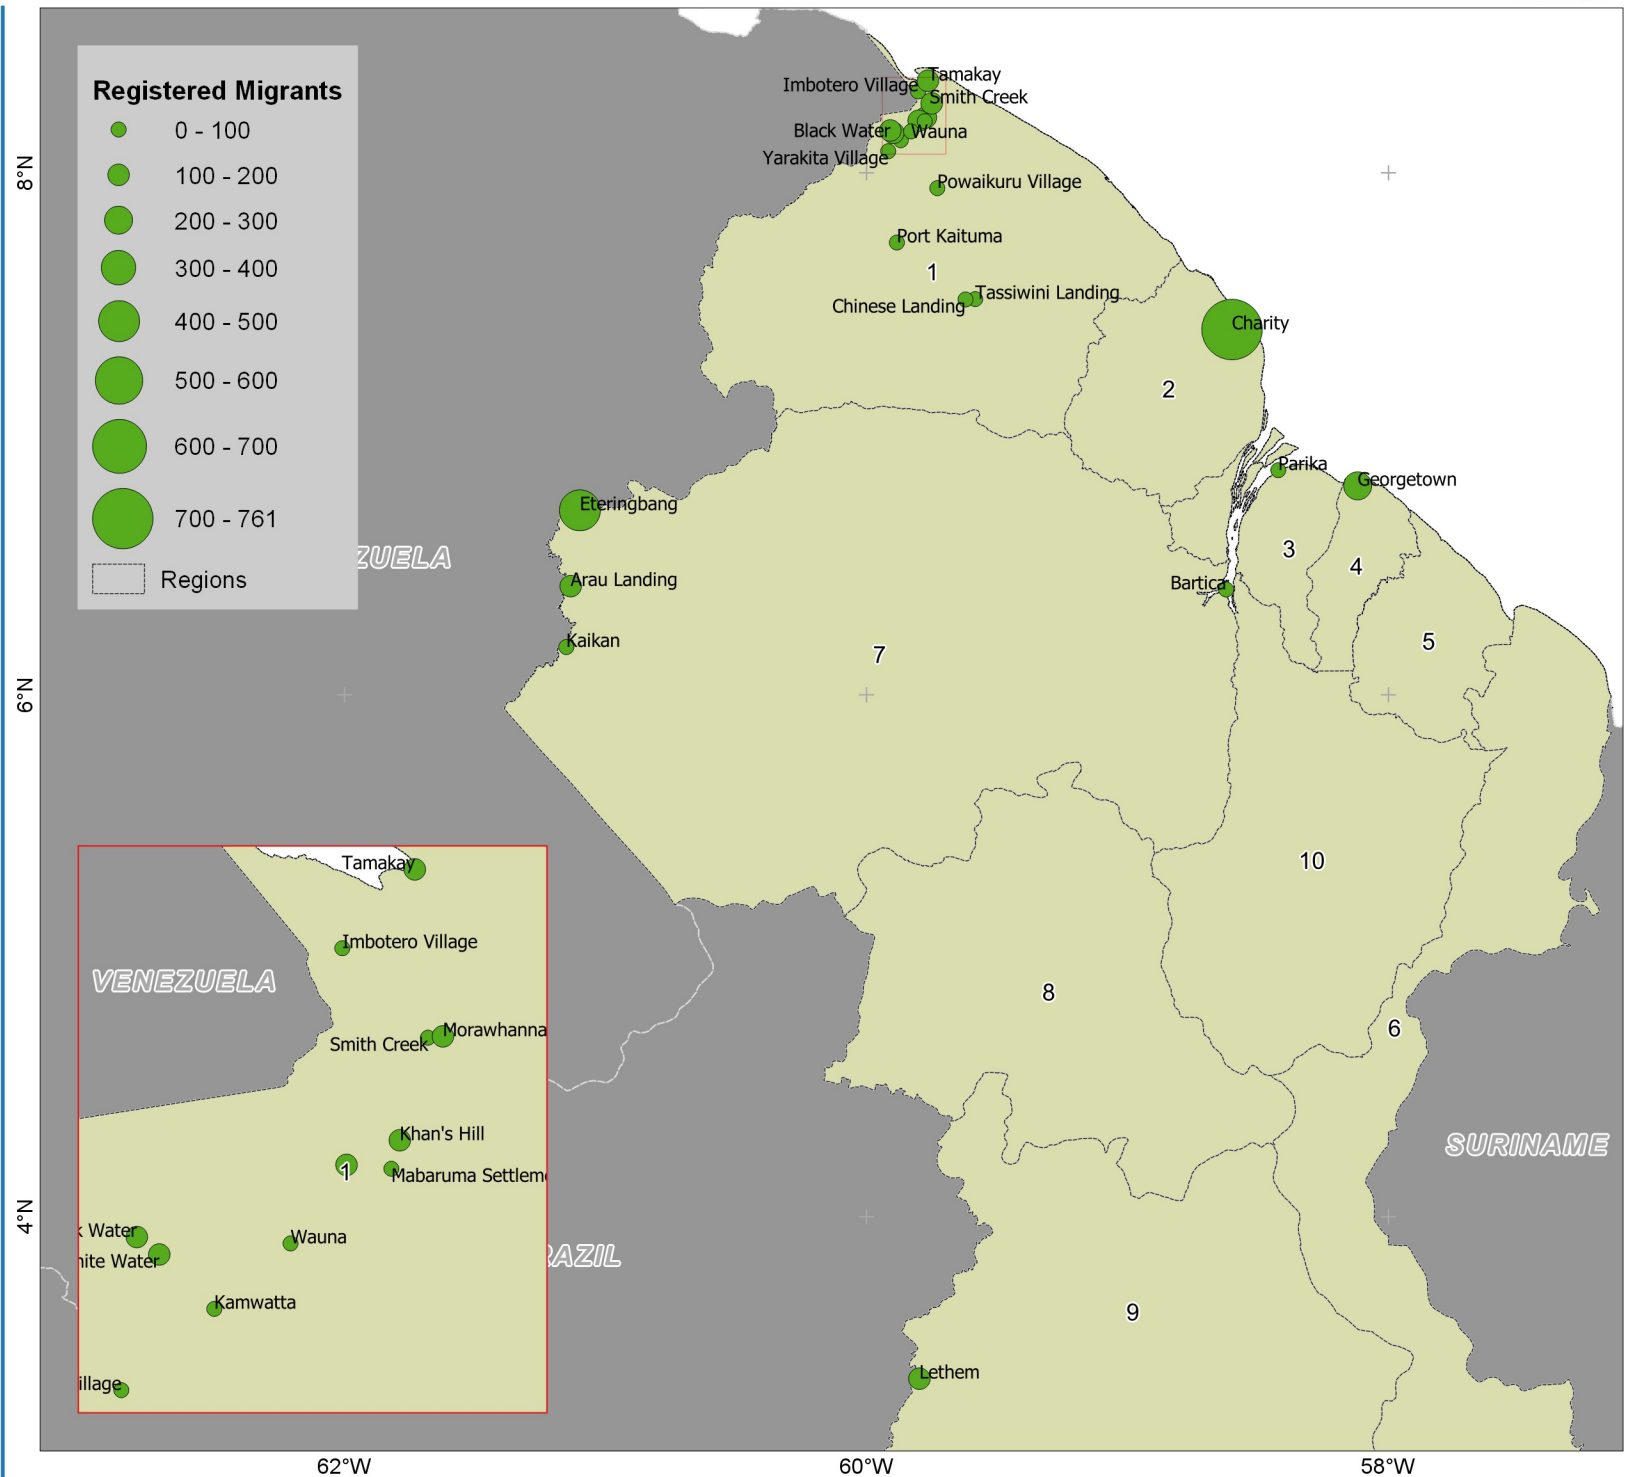 Registered Migrants
0 - 100
100 - 200
200 - 300
300 - 400
400 - 500
500 - 600
600 - 700
700 - 761
Regions
Tamakay
Imbotero Village
Smith Creek
Black Water
Wauna
Yarakita Village
Powaikuru Village
Port Kaituma
1
Tassiwini Landing
Chinese Landing
Charity
2
Parika
Georgetown
Eteringbang
3
ZUELA
4
Arau Landing
Bartica
Kaikan
5
7
10
8
6
SURINAME
RAZIL
9
Lethem
Tamakay
Imbotero Village
VENEZUELA
Morawhanna
Smith Creek
Khan's Hill
1
Mabaruma Settleme
k Water
Wauna
hite Water
Kamwatta
illage
8°N
6°N
4°N
62°W
60°W
58°W